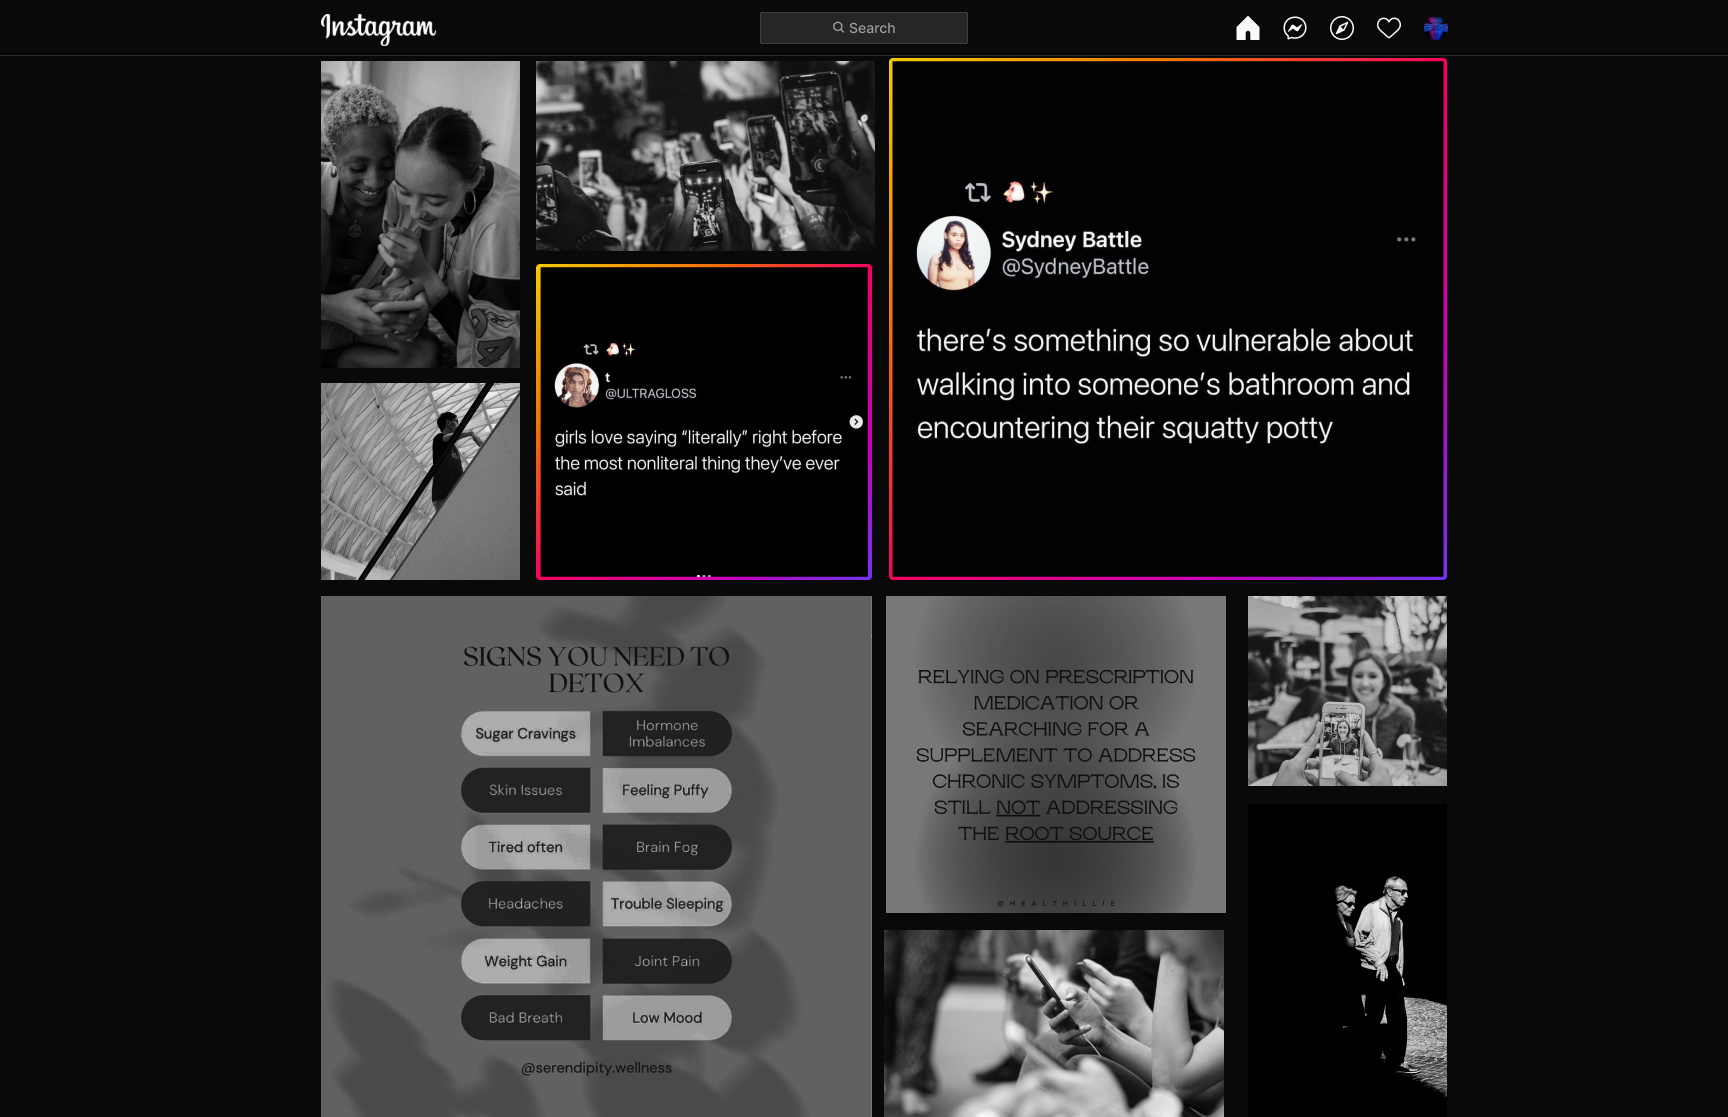 Instagram
Search
Sydney Battle
@SydneyBattle
there's something so vulnerable about
walking into someone's bathroom and
encountering their squatty potty
t
@ULTRAGLOSS
girls love saying “literally” right before
the most nonliteral thing they've ever
said
SIGNS YOU NEED TO
DETOX
Sugar Cravings
Hormone
Imbalances
Skin Issues
Feeling Puffy
Tired often
Brain Fog
Headaches
Trouble Sleeping
Weight Gain
Joint Pain
Bad Breath
Low Mood
@serendipity.wellness
RELYING ON PRESCRIPTION
MEDICATION OR
SEARCHING FOR A
SUPPLEMENT TO ADDRESS
CHRONIC SYMPTOMS, IS
STILL NOT ADDRESSING
THE ROOT SOURCE
@HEALTHILLIE